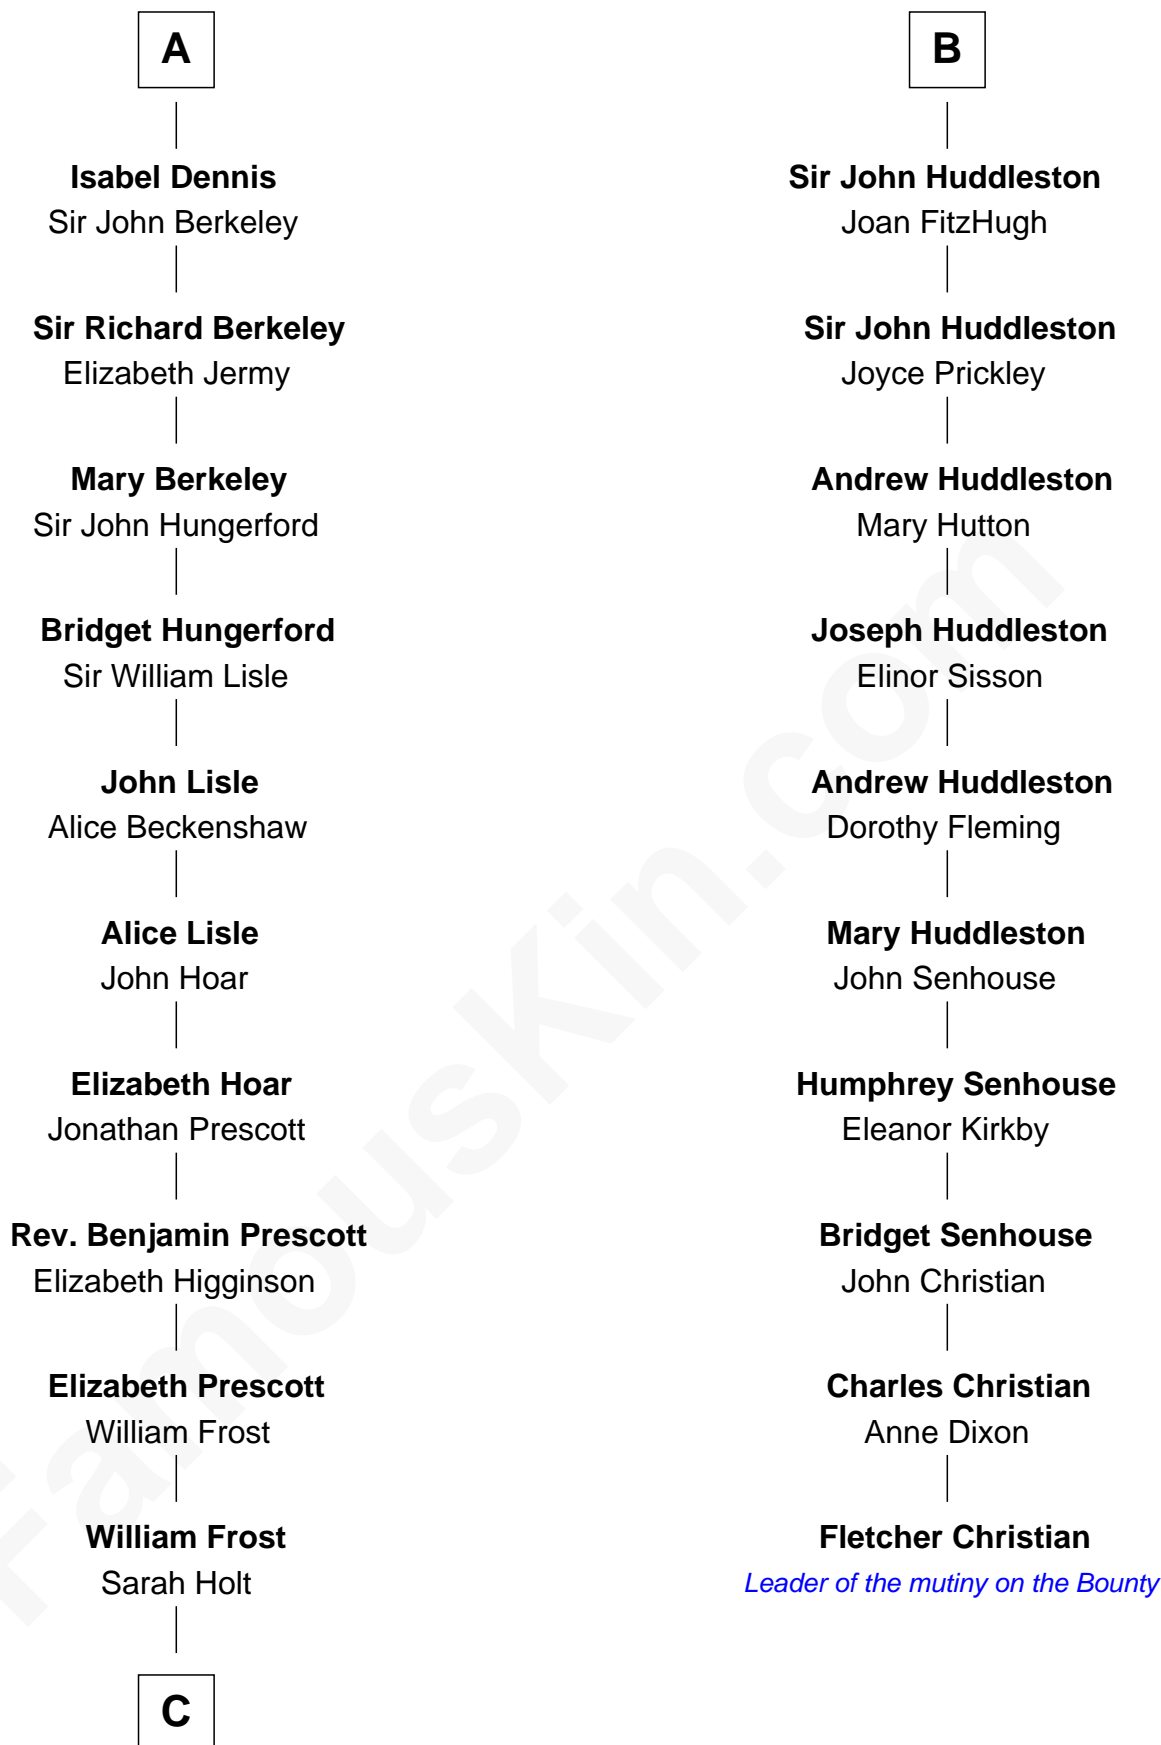 A
Isabel Dennis
Sir John Berkeley
Sir Richard Berkeley
Elizabeth Jermy
Mary Berkeley
Sir John Hungerford
Bridget Hungerford
Sir William Lisle
John Lisle
Alice Beckenshaw
Alice Lisle
John Hoar
Elizabeth Hoar
Jonathan Prescott
Rev. Benjamin Prescott
Elizabeth Higginson
Elizabeth Prescott
William Frost
William Frost
Sarah Holt
C
B
Sir John Huddleston
Joan FitzHugh
Sir John Huddleston
Joyce Prickley
Andrew Huddleston
Mary Hutton
Joseph Huddleston
Elinor Sisson
Andrew Huddleston
Dorothy Fleming
Mary Huddleston
John Senhouse
Humphrey Senhouse
Eleanor Kirkby
Bridget Senhouse
John Christian
Charles Christian
Anne Dixon
Fletcher Christian
Leader of the mutiny on the Bounty
FamousKin.com